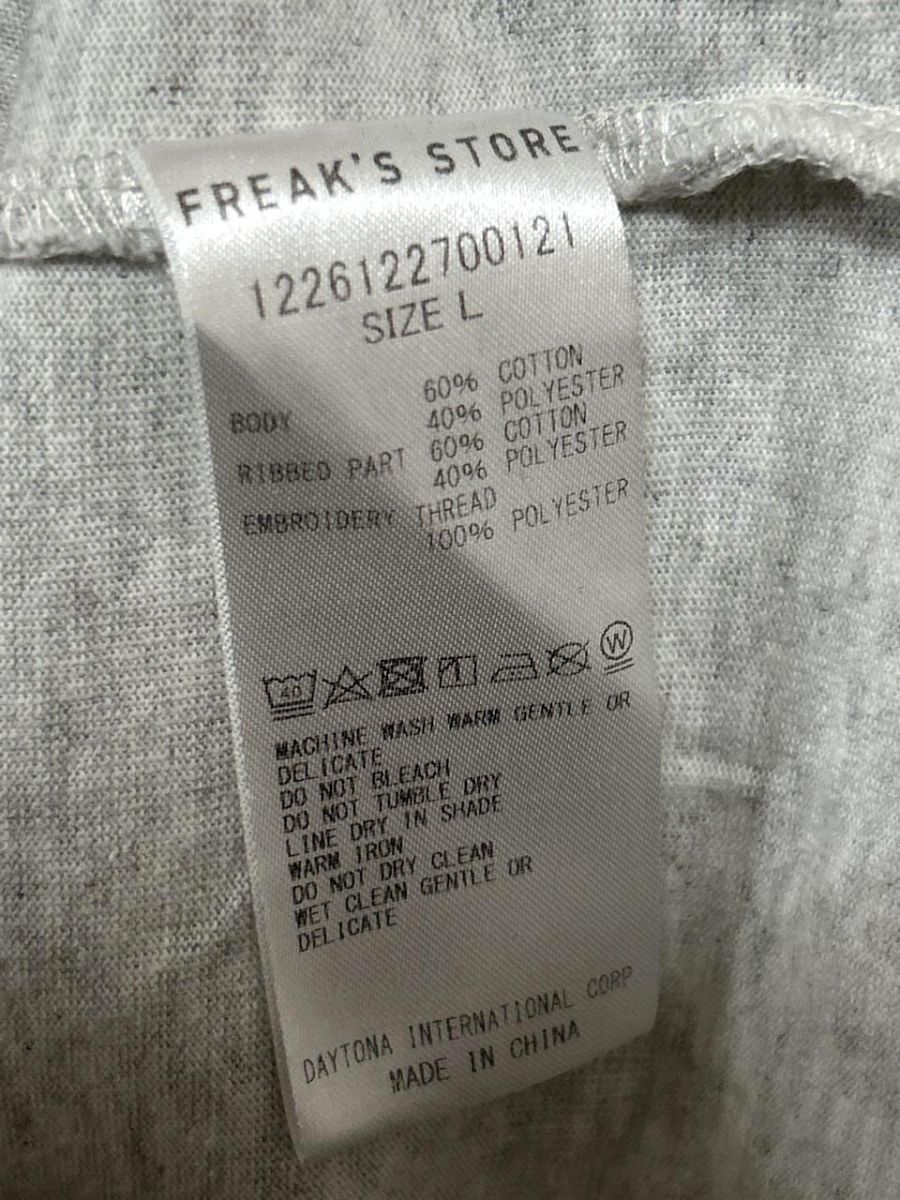 FREAK'S STORE
1226122700121
SIZE L
60% COTTON
BODY 40% POLYESTER
60% COTTON
RIBBED PART 40% POLYESTER
EMBROIDERY THREAD
100% POLYESTER
40 W
MACHINE WASH WARM GENTLE OR
DELICATE
DO NOT BLEACH
DO NOT TUMBLE DRY
LINE DRY IN SHADE
WARM IRON
DO NOT DRY CLEAN
WET CLEAN GENTLE OR
DELICATE
DAYTONA INTERNATIONAL CORP.
MADE IN CHINA